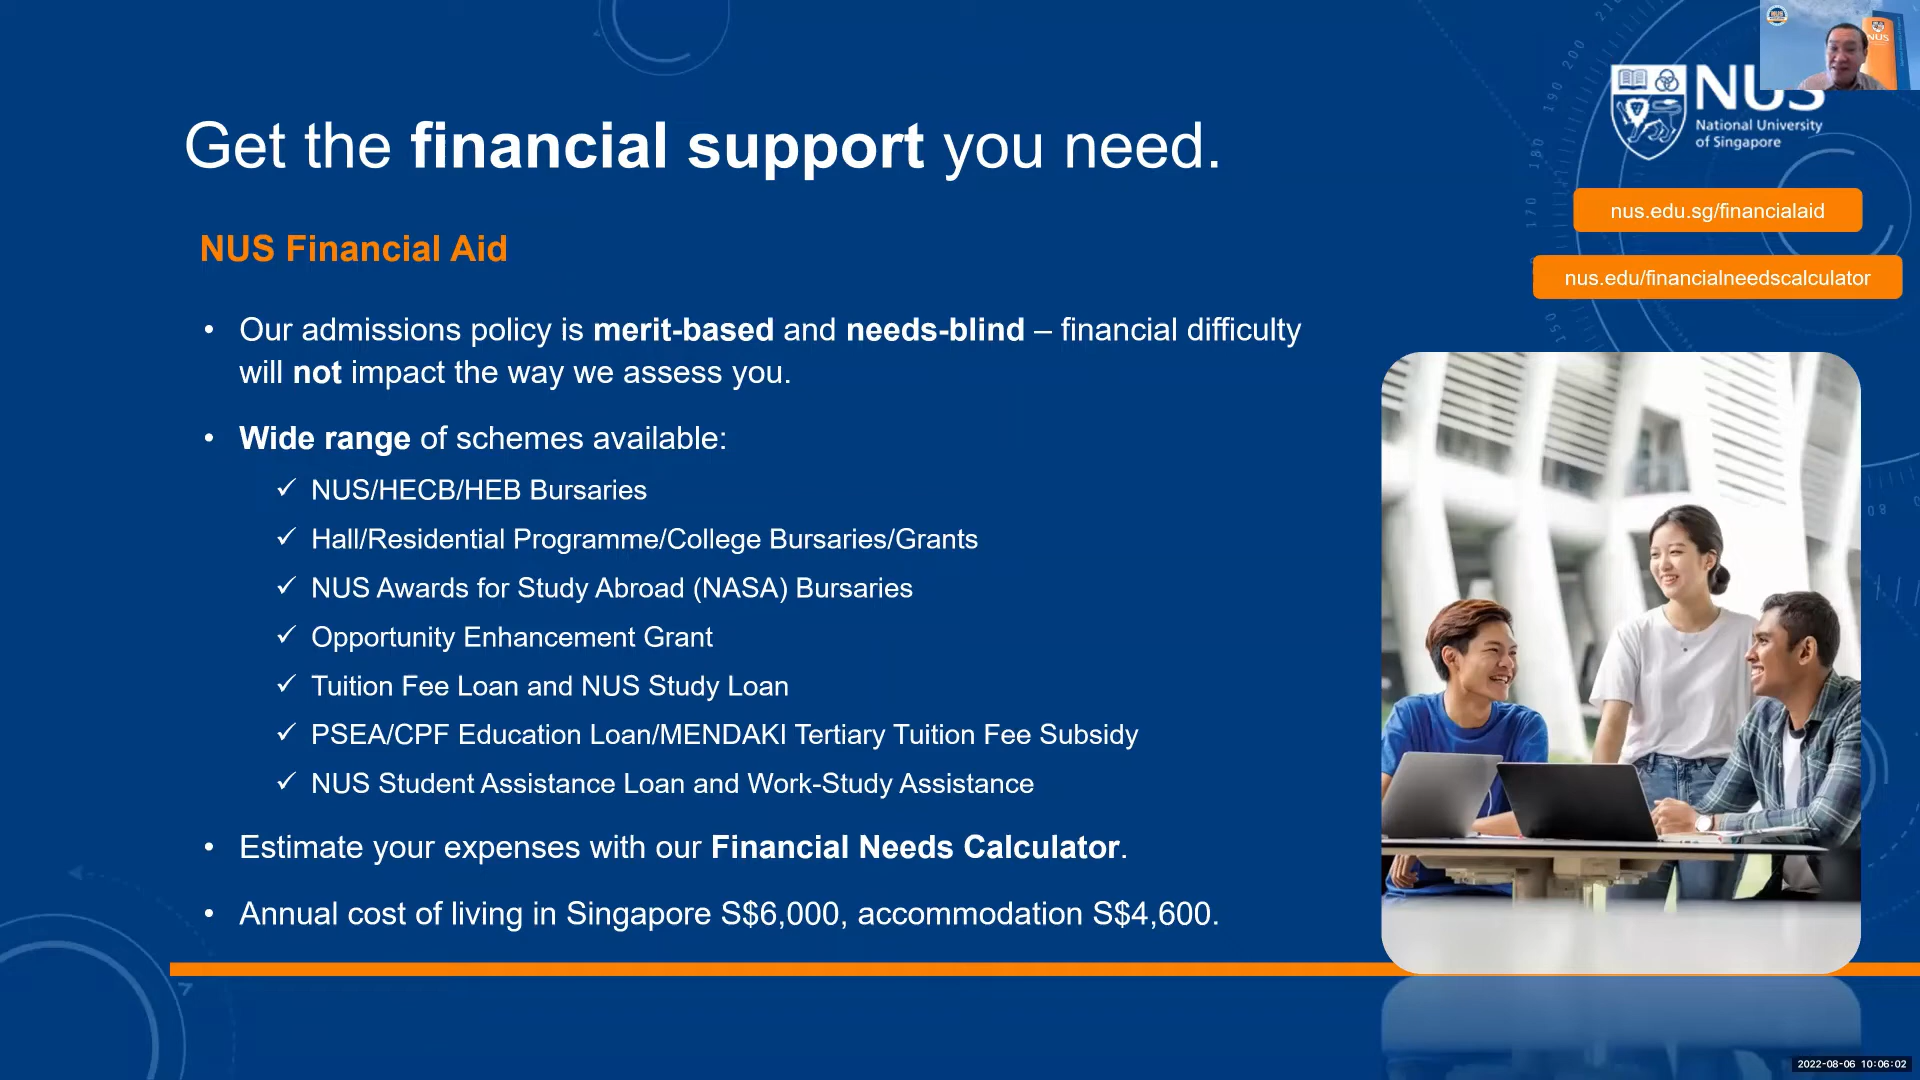 NUS
National University
of Singapore
Get the financial support you need.
nus.edu.sg/financialaid
nus.edu/financialneedscalculator
NUS Financial Aid
• Our admissions policy is merit-based and needs-blind – financial difficulty
will not impact the way we assess you.
• Wide range of schemes available:
✓ NUS/HECB/HEB Bursaries
✓ Hall/Residential Programme/College Bursaries/Grants
✓ NUS Awards for Study Abroad (NASA) Bursaries
✓ Opportunity Enhancement Grant
✓ Tuition Fee Loan and NUS Study Loan
✓ PSEA/CPF Education Loan/MENDAKI Tertiary Tuition Fee Subsidy
✓ NUS Student Assistance Loan and Work-Study Assistance
• Estimate your expenses with our Financial Needs Calculator.
• Annual cost of living in Singapore S$6,000, accommodation S$4,600.
200
190
180
170
150
2022-08-06 10:06:02